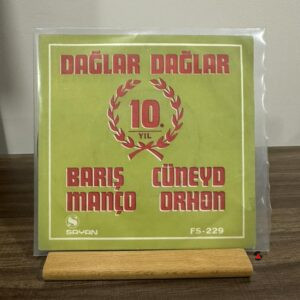 DAĞLAR DAĞLAR
10.
YIL
BARIŞ CÜNEYD
MANÇO ORHON
S
SAYAN FS-229